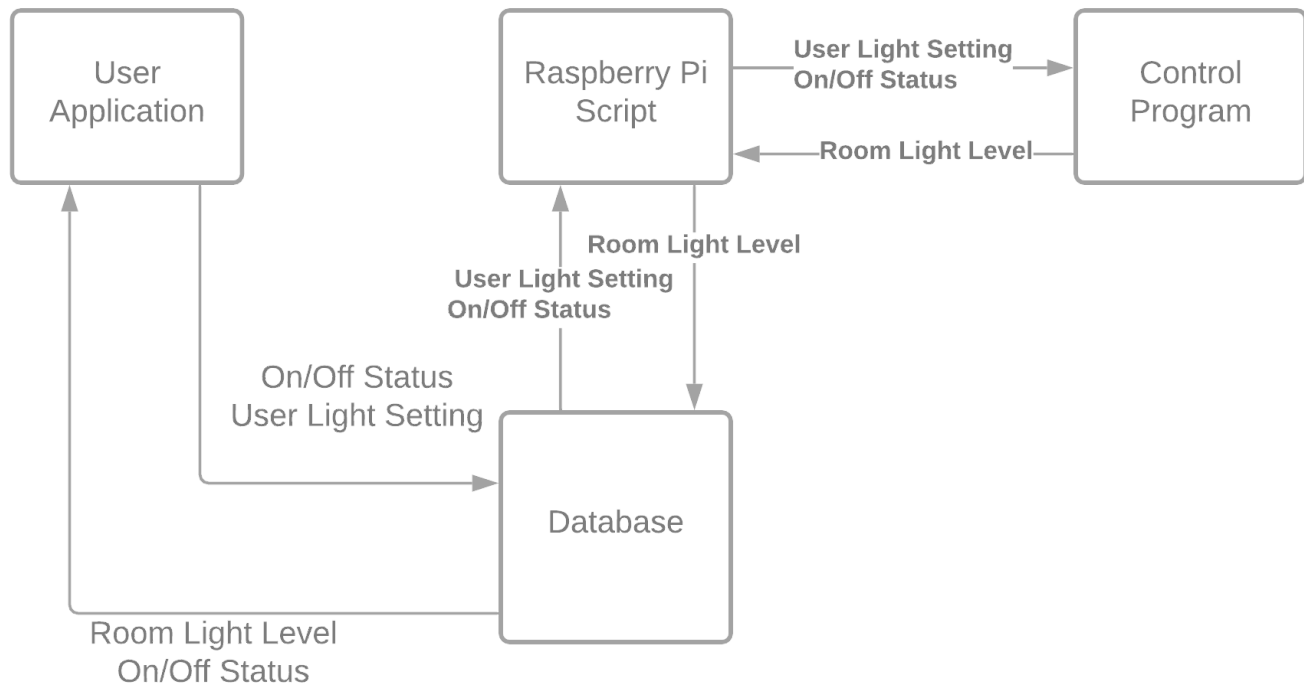 User
Application
Raspberry Pi
Script
User Light Setting
On/Off Status
Control
Program
Room Light Level
Room Light Level
User Light Setting
On/Off Status
On/Off Status
User Light Setting
Database
Room Light Level
On/Off Status